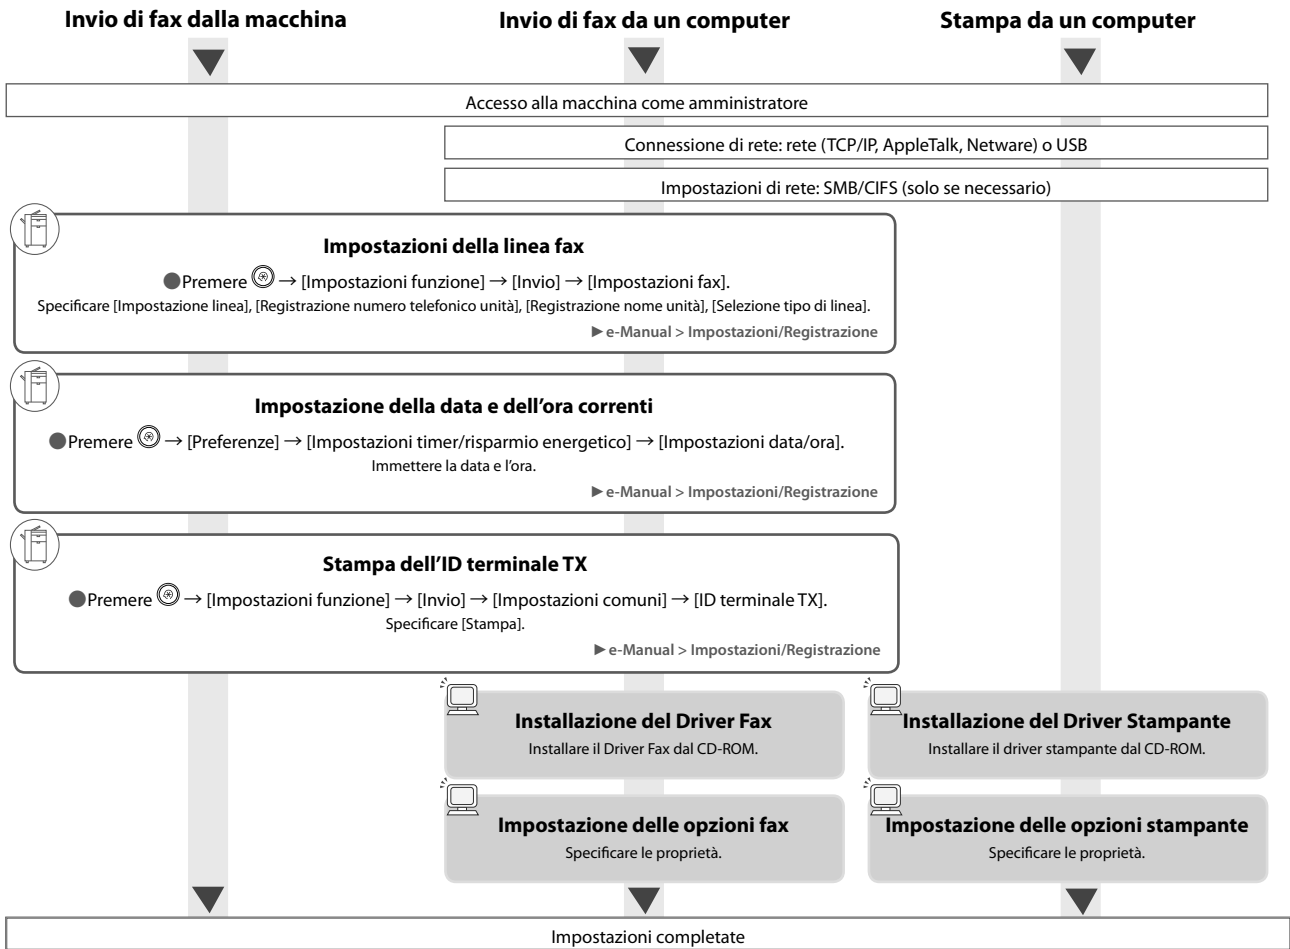 Invio di fax dalla macchina
Invio di fax da un computer
Stampa da un computer
Accesso alla macchina come amministratore
Connessione di rete: rete (TCP/IP, AppleTalk, Netware) o USB
Impostazioni di rete: SMB/CIFS (solo se necessario)
Impostazioni della linea fax
●Premere → [Impostazioni funzione] → [Invio] → [Impostazioni fax].
Specificare [Impostazione linea], [Registrazione numero telefonico unità], [Registrazione nome unità], [Selezione tipo di linea].
►e-Manual > Impostazioni/Registrazione
Impostazione della data e dell'ora correnti
●Premere → [Preferenze] → [Impostazioni timer/risparmio energetico] → [Impostazioni data/ora].
Immettere la data e l'ora.
►e-Manual > Impostazioni/Registrazione
Stampa dell'ID terminale TX
●Premere → [Impostazioni funzione] → [Invio] → [Impostazioni comuni] → [ID terminale TX].
Specificare [Stampa].
►e-Manual > Impostazioni/Registrazione
Installazione del Driver Fax
Installare il Driver Fax dal CD-ROM.
Installazione del Driver Stampante
Installare il driver stampante dal CD-ROM.
Impostazione delle opzioni fax
Specificare le proprietà.
Impostazione delle opzioni stampante
Specificare le proprietà.
Impostazioni completate